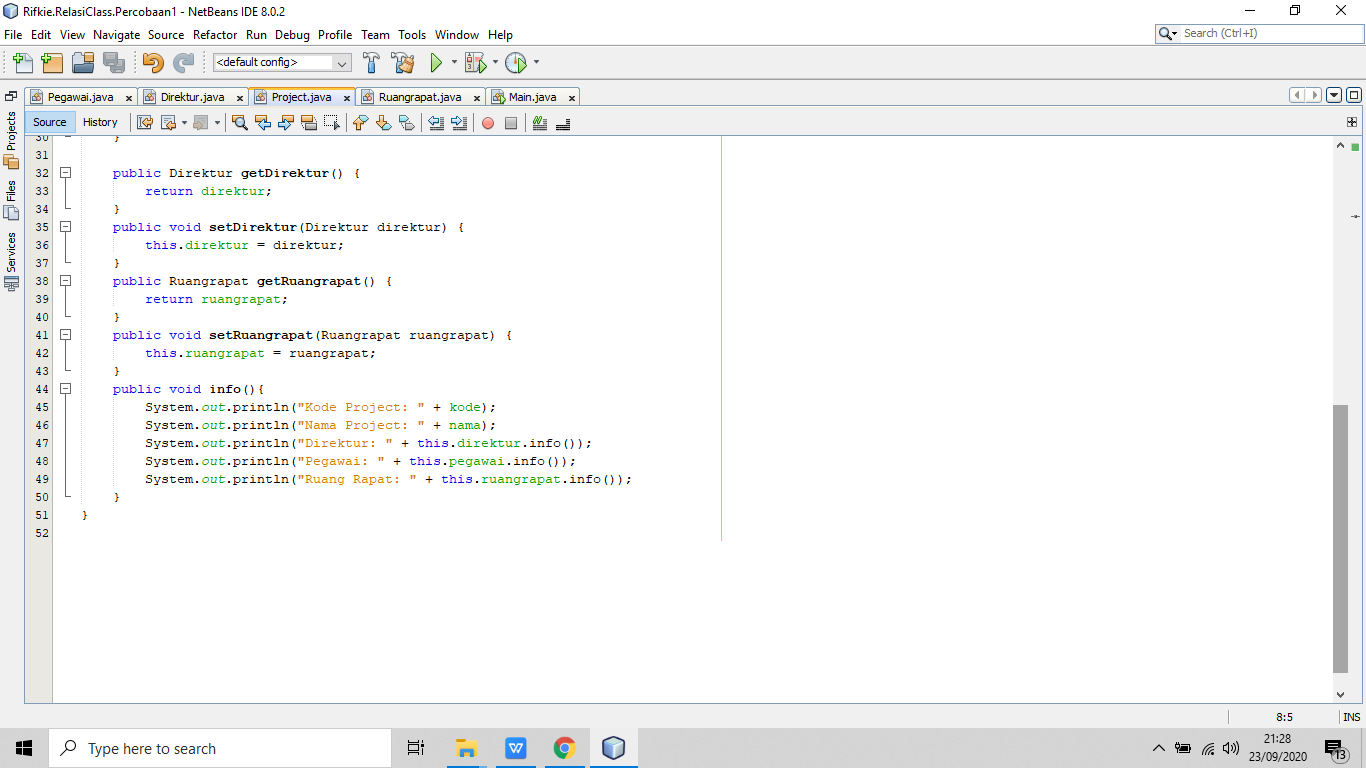 Rifkie.RelasiClass.Percobaan1 - NetBeans IDE 8.0.2
File Edit View Navigate Source Refactor Run Debug Profile Team Tools Window Help
Search (Ctrl+I)
<default config>
Pegawai.java Direktur.java Project.java Ruangrapat.java Main.java
Projects
Files
Services
Source History
30 }
31
32 public Direktur getDirektur() {
33 return direktur;
34 }
35 public void setDirektur(Direktur direktur) {
36 this.direktur = direktur;
37 }
38 public Ruangrapat getRuangrapat() {
39 return ruangrapat;
40 }
41 public void setRuangrapat(Ruangrapat ruangrapat) {
42 this.ruangrapat = ruangrapat;
43 }
44 public void info(){
45 System.out.println("Kode Project: " + kode);
46 System.out.println("Nama Project: " + nama);
47 System.out.println("Direktur: " + this.direktur.info());
48 System.out.println("Pegawai: " + this.pegawai.info());
49 System.out.println("Ruang Rapat: " + this.ruangrapat.info());
50 }
51 }
52
8:5 INS
Type here to search
21:28
23/09/2020
13